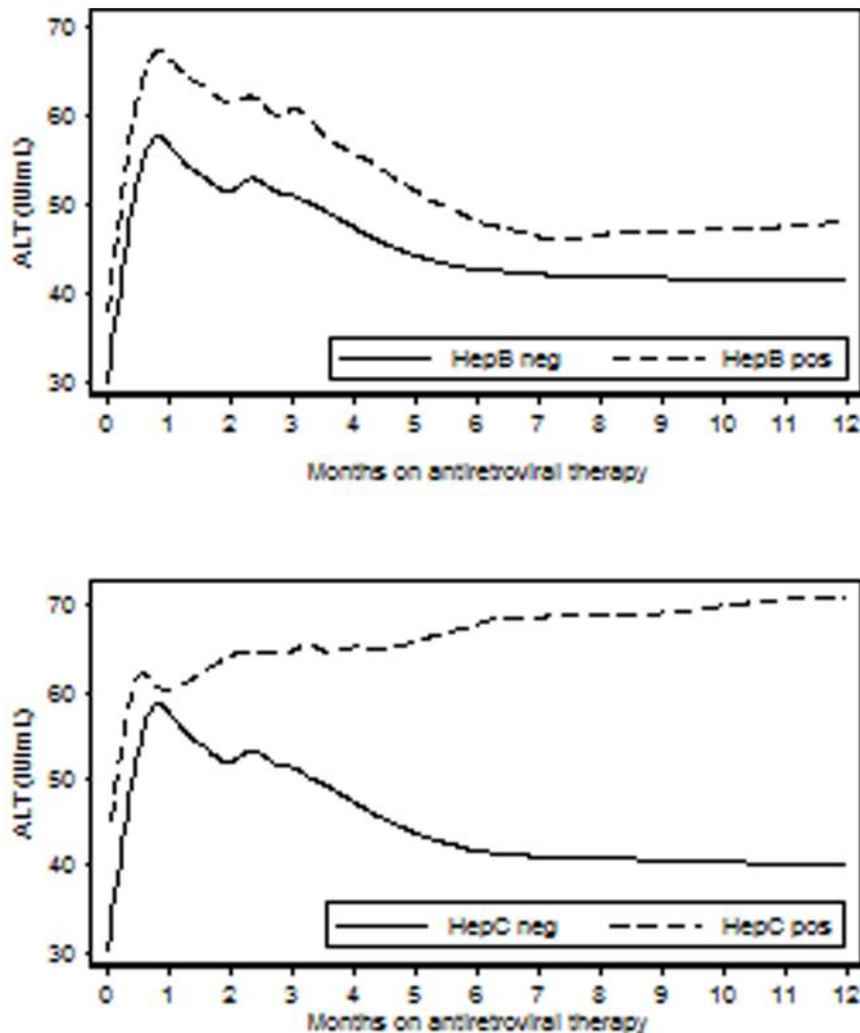 70
60
50
40
30
ALT (IU/mL)
HepB neg HepB pos
0 1 2 3 4 5 6 7 8 9 10 11 12
Months on antiretroviral therapy
70
60
50
40
30
ALT (IU/mL)
HepC neg HepC pos
0 1 2 3 4 5 6 7 8 9 10 11 12
Months on antiretroviral therapy